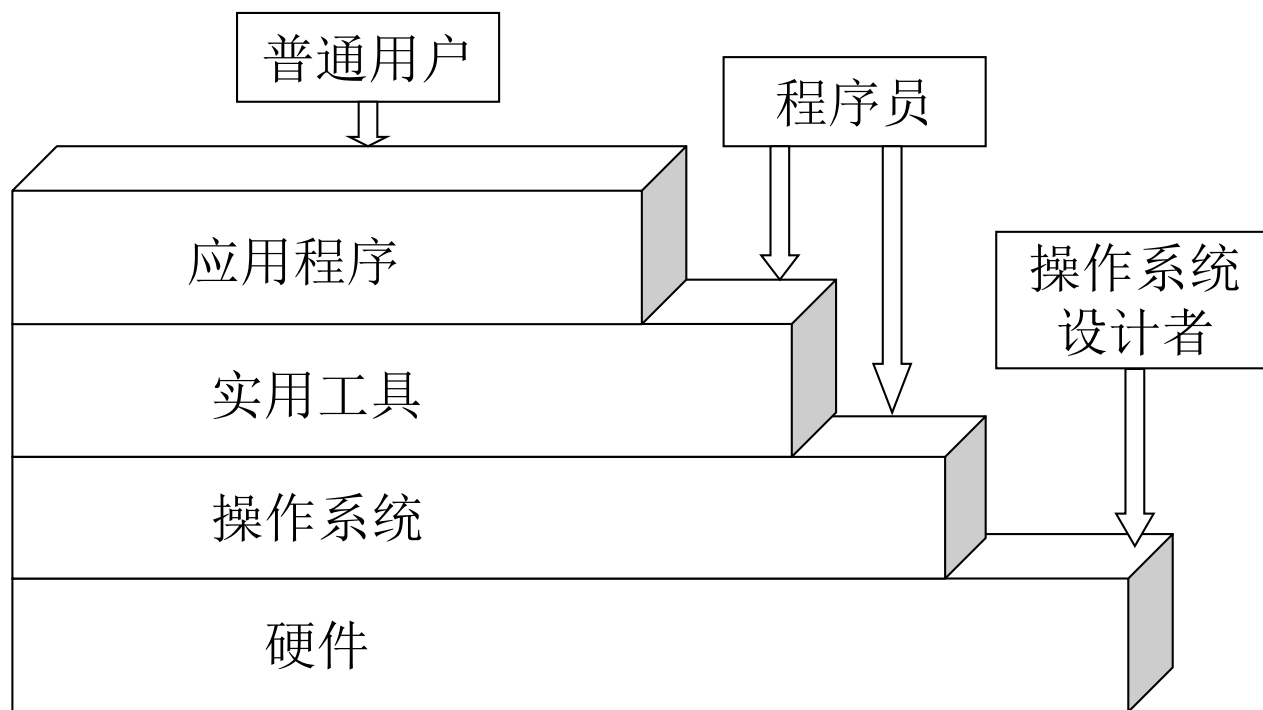 普通用户
程序员
应用程序
操作系统
设计者
实用工具
操作系统
硬件